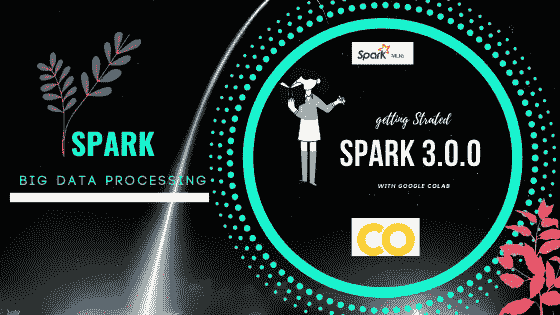 SPARK
BIG DATA PROCESSING
Spark MLlib
getting Strated
SPARK 3.0.0
WITH GOOGLE COLAB
CO